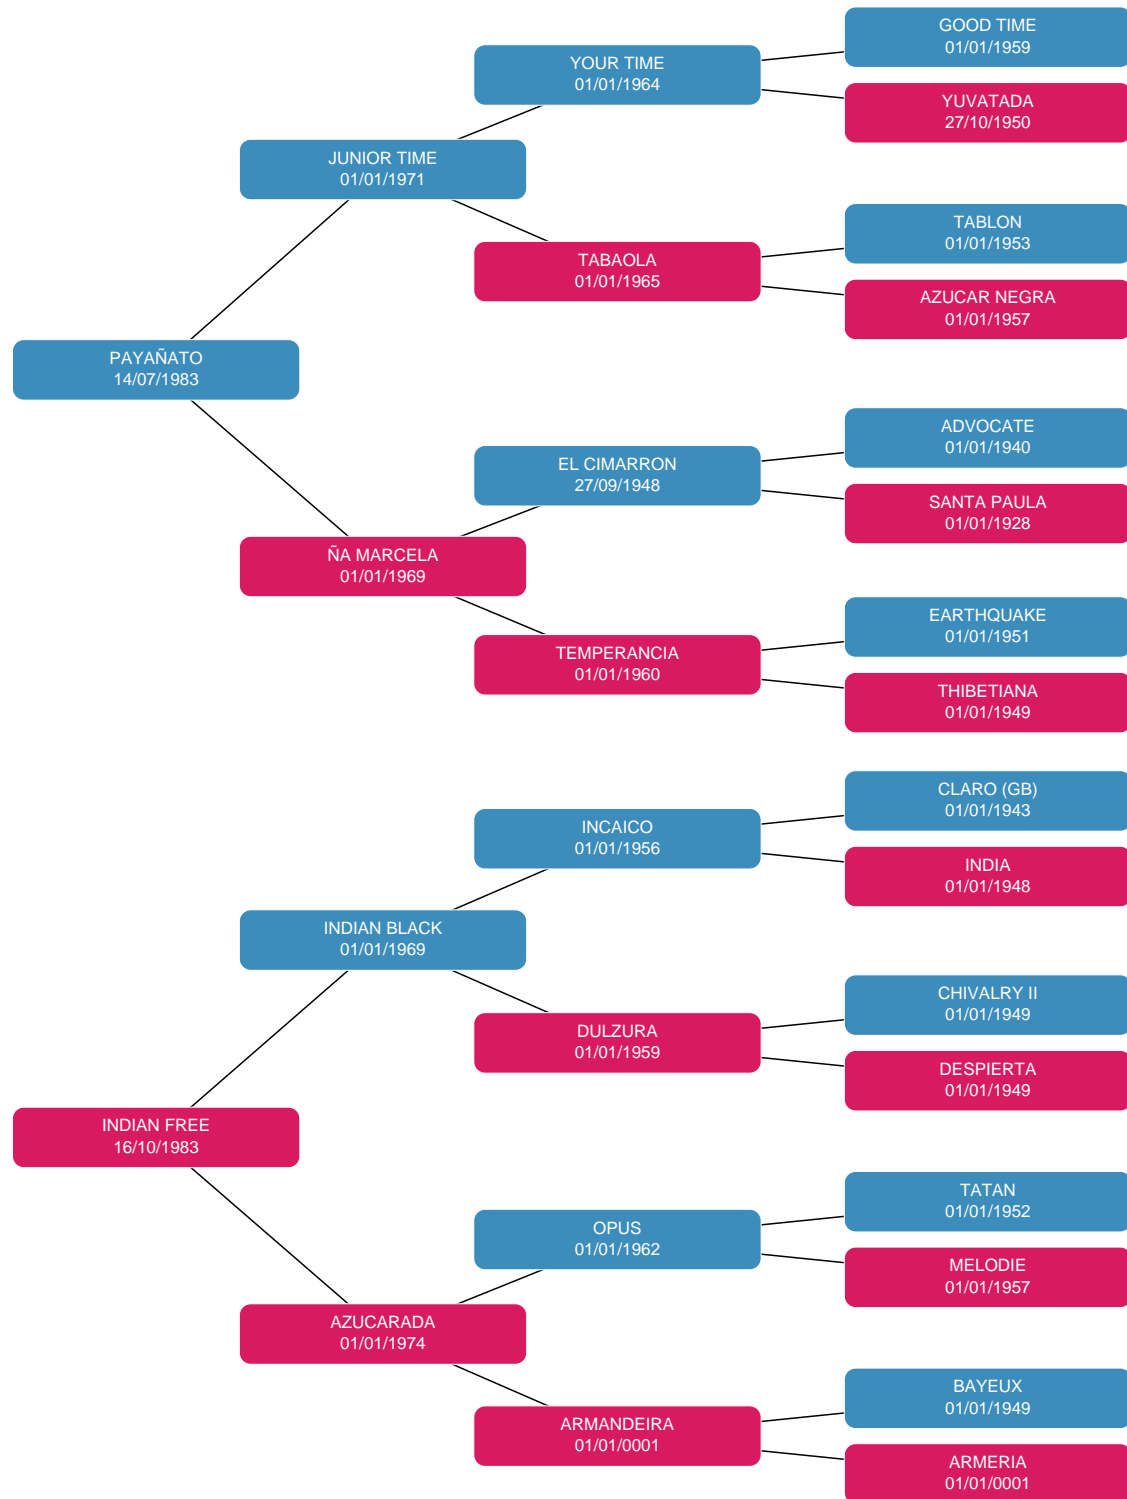 GOOD TIME
01/01/1959
YOUR TIME
01/01/1964
YUVATADA
27/10/1950
JUNIOR TIME
01/01/1971
TABLON
01/01/1953
TABAOLA
01/01/1965
AZUCAR NEGRA
01/01/1957
PAYAÑATO
14/07/1983
ADVOCATE
01/01/1940
EL CIMARRON
27/09/1948
SANTA PAULA
01/01/1928
ÑA MARCELA
01/01/1969
EARTHQUAKE
01/01/1951
TEMPERANCIA
01/01/1960
THIBETIANA
01/01/1949
CLARO (GB)
01/01/1943
INCAICO
01/01/1956
INDIA
01/01/1948
INDIAN BLACK
01/01/1969
CHIVALRY II
01/01/1949
DULZURA
01/01/1959
DESPIERTA
01/01/1949
INDIAN FREE
16/10/1983
TATAN
01/01/1952
OPUS
01/01/1962
MELODIE
01/01/1957
AZUCARADA
01/01/1974
BAYEUX
01/01/1949
ARMANDEIRA
01/01/0001
ARMERIA
01/01/0001